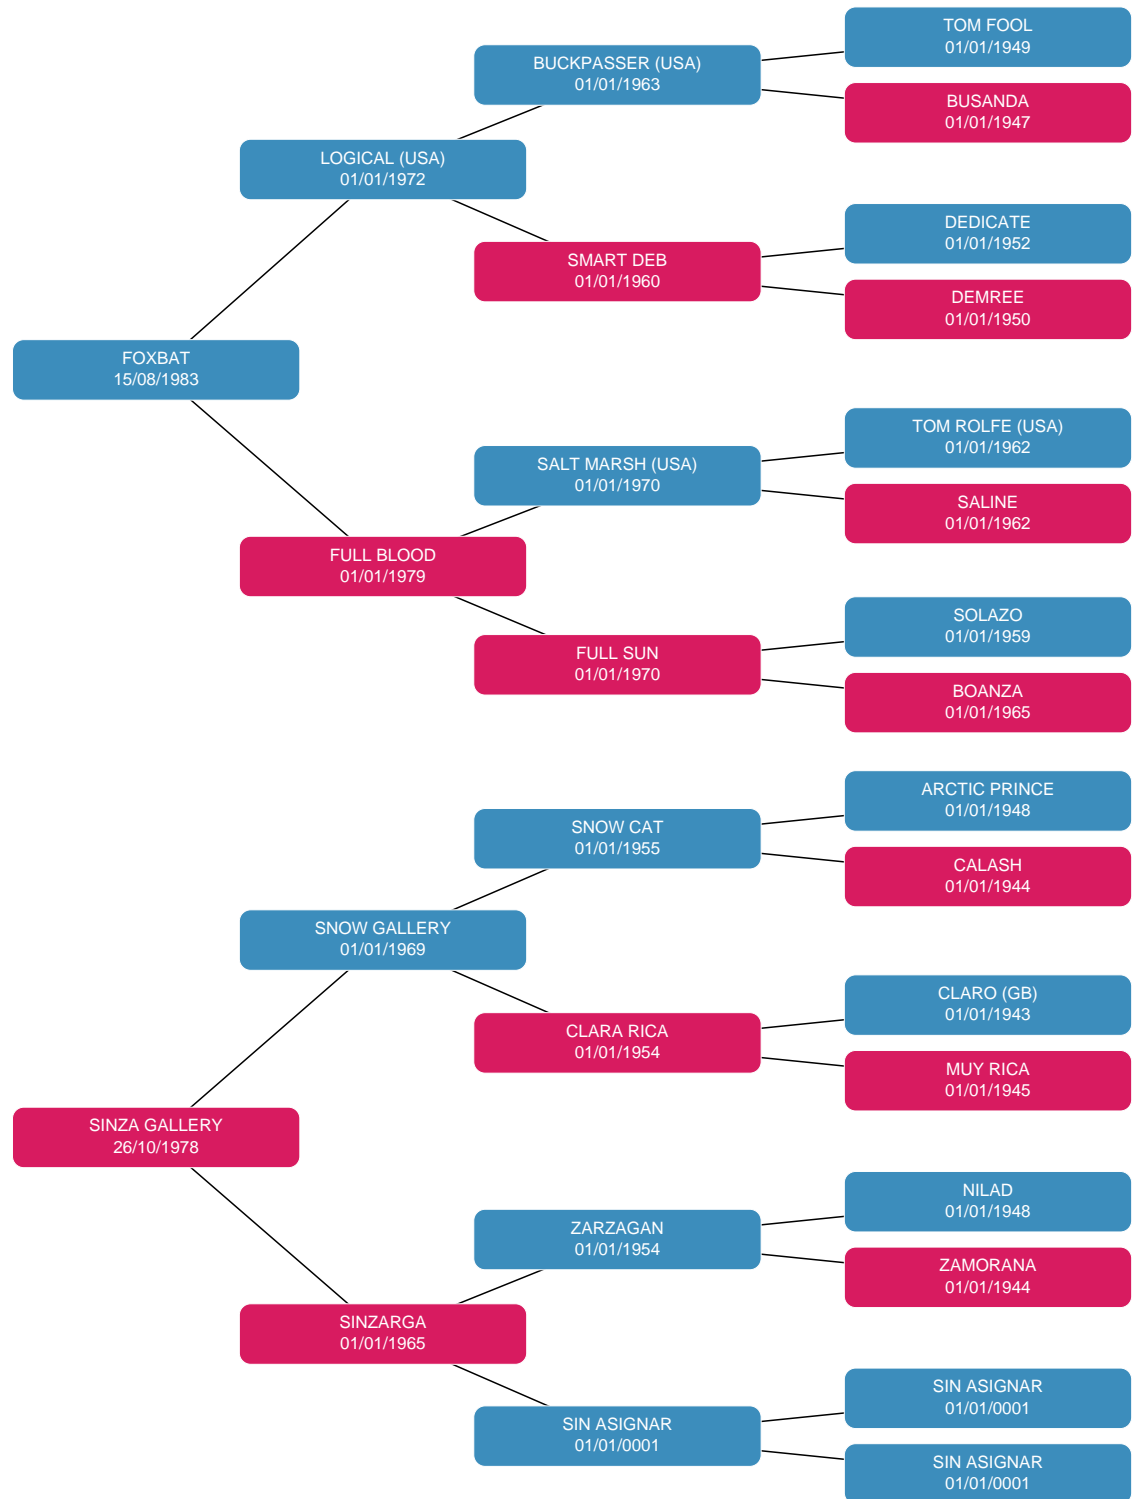 TOM FOOL
01/01/1949
BUCKPASSER (USA)
01/01/1963
BUSANDA
01/01/1947
LOGICAL (USA)
01/01/1972
DEDICATE
01/01/1952
SMART DEB
01/01/1960
DEMREE
01/01/1950
FOXBAT
15/08/1983
TOM ROLFE (USA)
01/01/1962
SALT MARSH (USA)
01/01/1970
SALINE
01/01/1962
FULL BLOOD
01/01/1979
SOLAZO
01/01/1959
FULL SUN
01/01/1970
BOANZA
01/01/1965
ARCTIC PRINCE
01/01/1948
SNOW CAT
01/01/1955
CALASH
01/01/1944
SNOW GALLERY
01/01/1969
CLARO (GB)
01/01/1943
CLARA RICA
01/01/1954
MUY RICA
01/01/1945
SINZA GALLERY
26/10/1978
NILAD
01/01/1948
ZARZAGAN
01/01/1954
ZAMORANA
01/01/1944
SINZARGA
01/01/1965
SIN ASIGNAR
01/01/0001
SIN ASIGNAR
01/01/0001
SIN ASIGNAR
01/01/0001